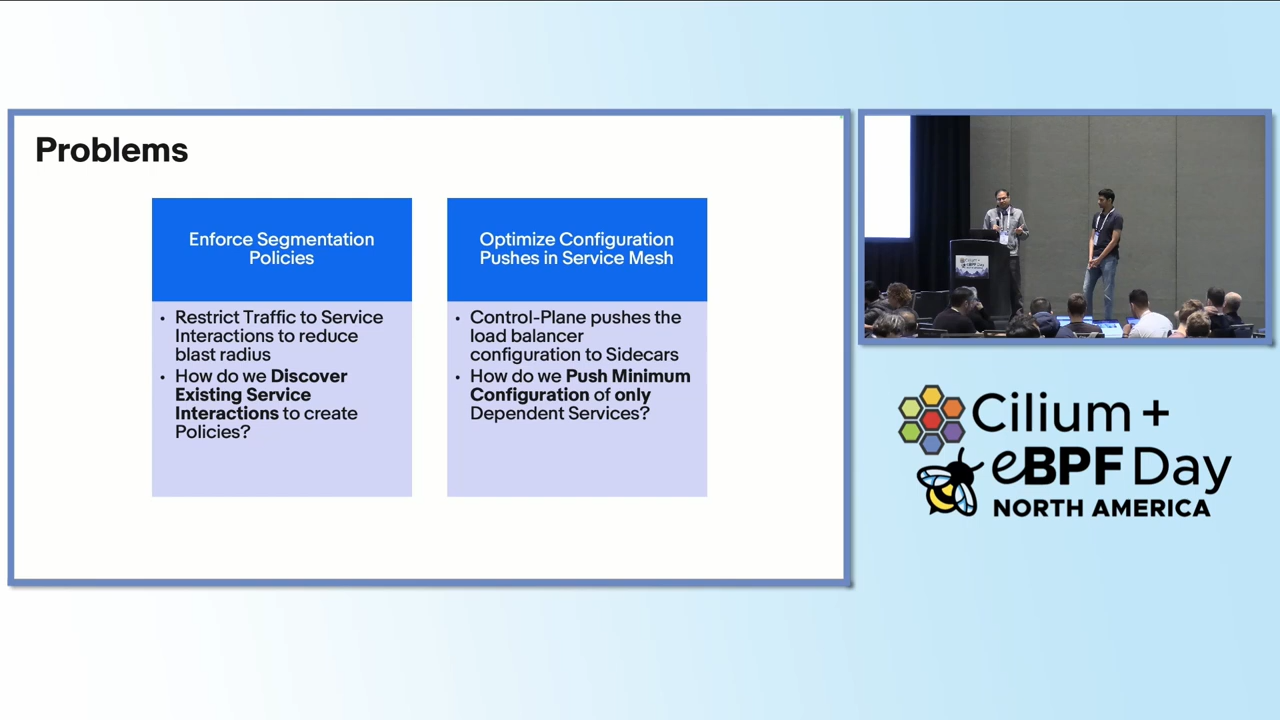 Problems
Enforce Segmentation
Policies
• Restrict Traffic to Service
Interactions to reduce
blast radius
• How do we Discover
Existing Service
Interactions to create
Policies?
Optimize Configuration
Pushes in Service Mesh
• Control-Plane pushes the
load balancer
configuration to Sidecars
• How do we Push Minimum
Configuration of only
Dependent Services?
Cilium +
eBPF Day
NORTH AMERICA